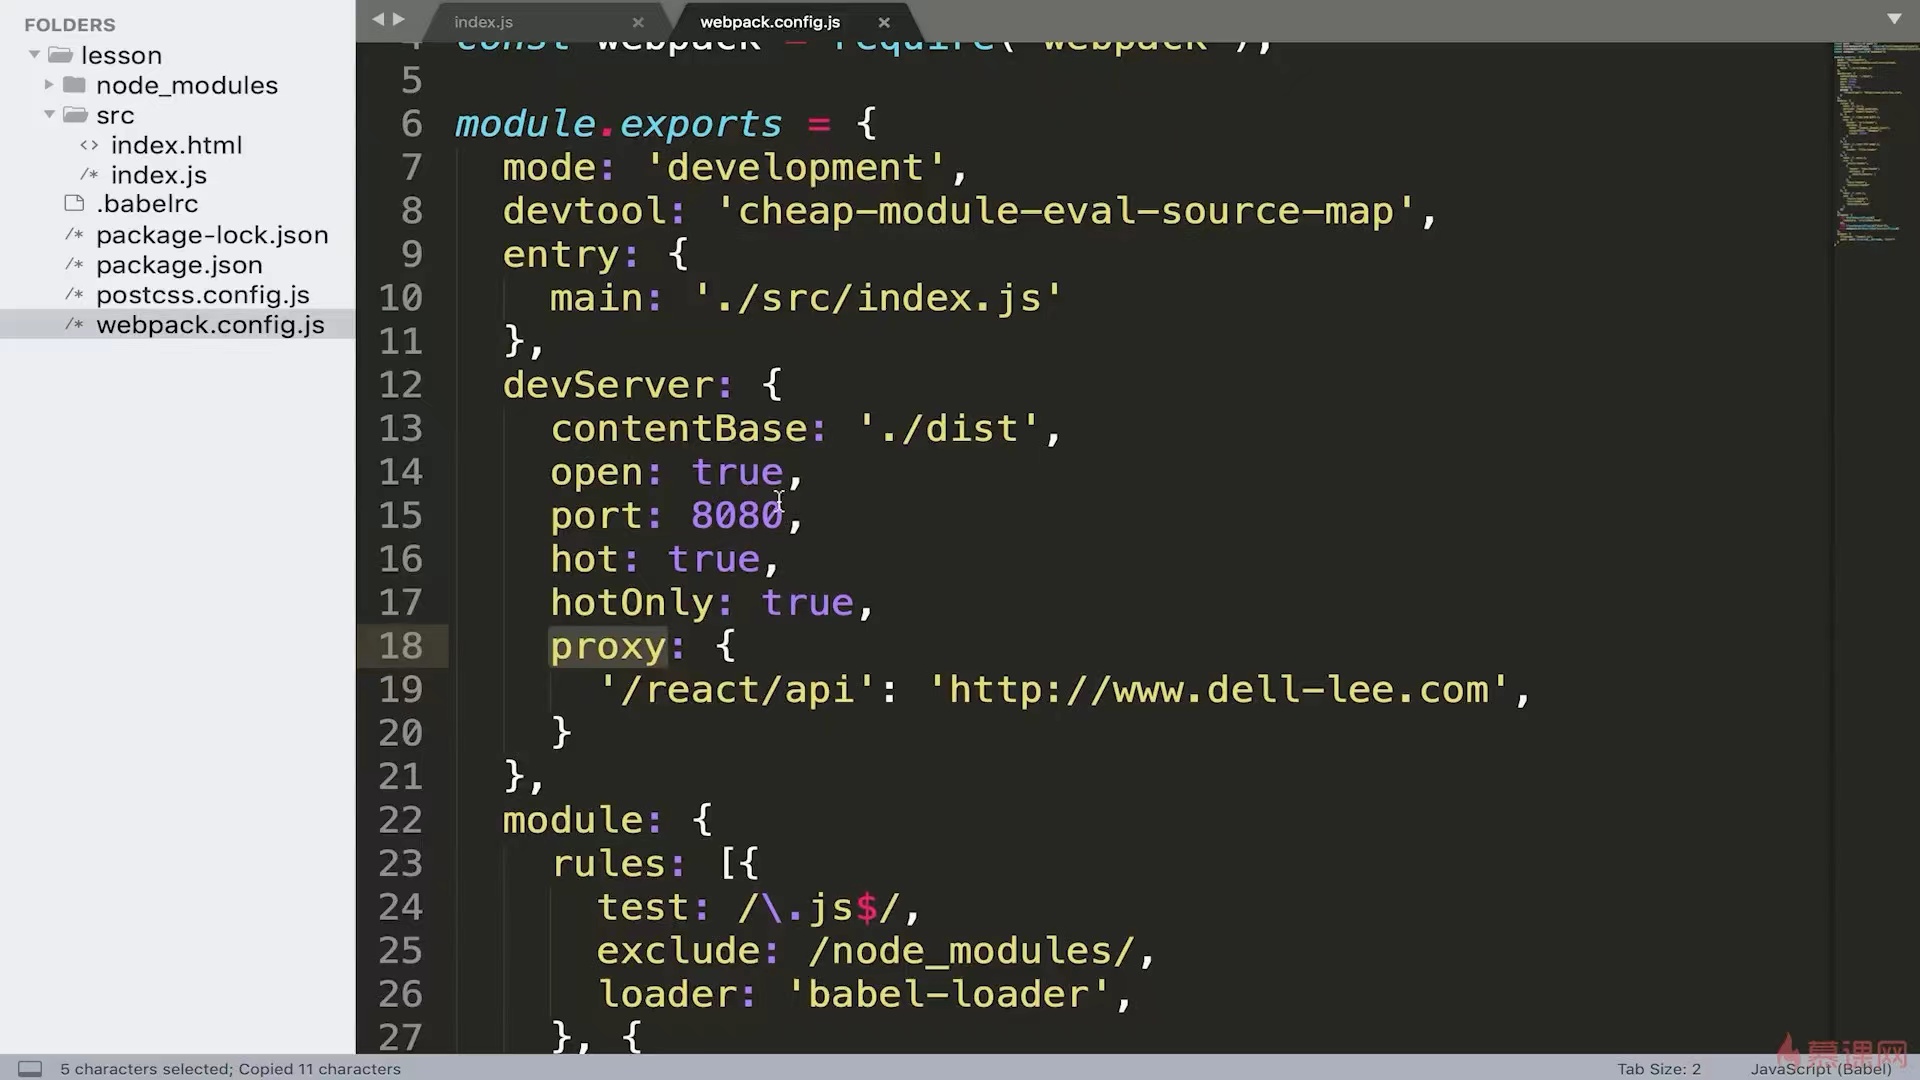 FOLDERS
lesson
node_modules
src
<> index.html
/* index.js
.babelrc
/* package-lock.json
/* package.json
/* postcss.config.js
/* webpack.config.js
index.js ×
webpack.config.js ×
4 const webpack = require('webpack');
5
6 module.exports = {
7 mode: 'development',
8 devtool: 'cheap-module-eval-source-map',
9 entry: {
10 main: './src/index.js'
11 },
12 devServer: {
13 contentBase: './dist',
14 open: true,
15 port: 8080,
16 hot: true,
17 hotOnly: true,
18 proxy: {
19 '/react/api': 'http://www.dell-lee.com',
20 }
21 },
22 module: {
23 rules: [{
24 test: /\.js$/,
25 exclude: /node_modules/,
26 loader: 'babel-loader',
27 }, {
5 characters selected; Copied 11 characters
Tab Size: 2
JavaScript (Babel)
慕课网